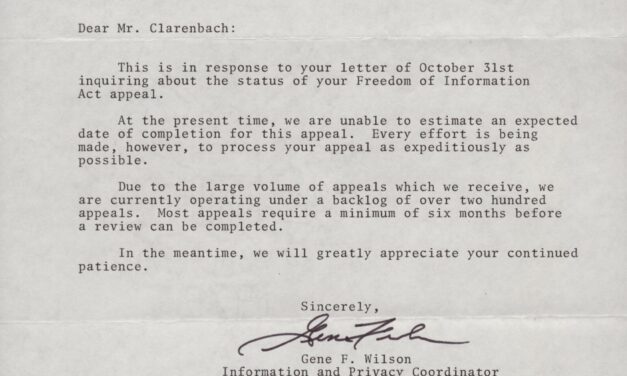 Dear Mr. Clarenbach:
This is in response to your letter of October 31st
inquiring about the status of your Freedom of Information
Act appeal.
At the present time, we are unable to estimate an expected
date of completion for this appeal. Every effort is being
made, however, to process your appeal as expeditiously as
possible.
Due to the large volume of appeals which we receive, we
are currently operating under a backlog of over two hundred
appeals. Most appeals require a minimum of six months before
a review can be completed.
In the meantime, we will greatly appreciate your continued
patience.
Sincerely,
Gene F. Wilson
Information and Privacy Coordinator